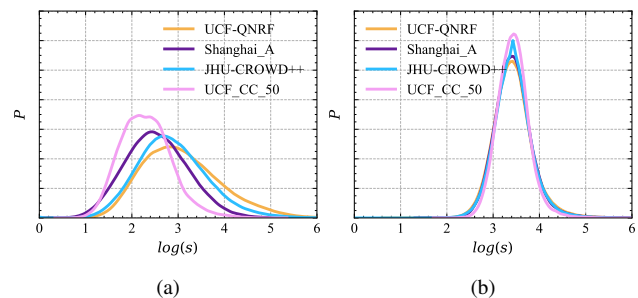 UCF-QNRF
Shanghai_A
JHU-CROWD++
UCF_CC_50
P
0 1 2 3 4 5 6
log(s)
(a)
UCF-QNRF
Shanghai_A
JHU-CROWD++
UCF_CC_50
P
0 1 2 3 4 5 6
log(s)
(b)